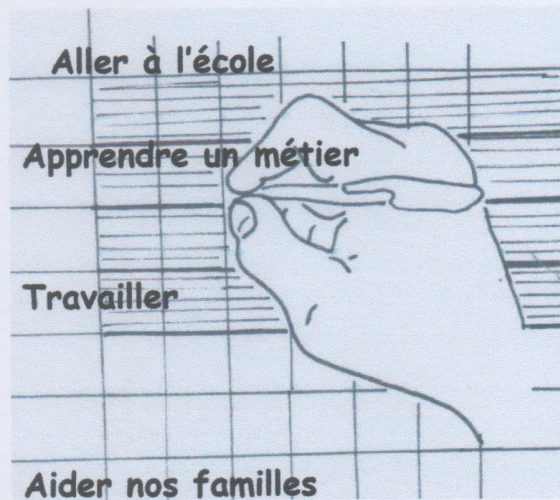 Aller à l'école
Apprendre un métier
Travailler
Aider nos familles